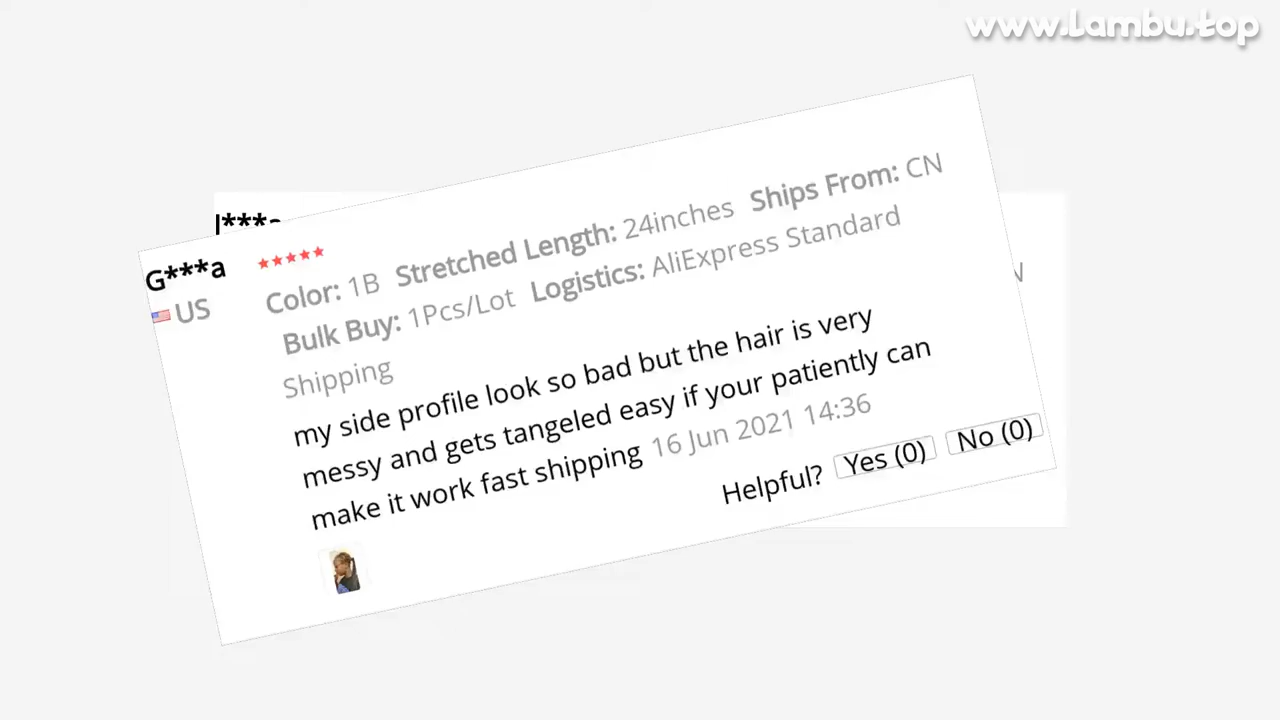 www.Lambu.top
G***a
US
Color: 1B Stretched Length: 24inches Ships From: CN
Bulk Buy: 1Pcs/Lot Logistics: AliExpress Standard
Shipping
my side profile look so bad but the hair is very
messy and gets tangeled easy if your patiently can
make it work fast shipping 16 Jun 2021 14:36
Helpful? Yes (0) No (0)